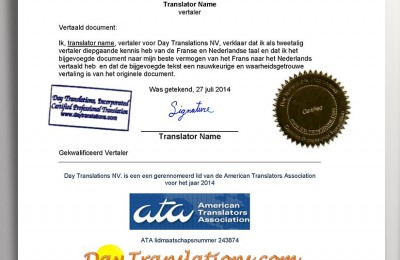 Translator Name
vertaler
Vertaald document:
Ik, translator name, vertaler voor Day Translations NV, verklaar dat ik als tweetalig
vertaler diepgaande kennis heb van de Franse en Nederlandse taal en dat ik het
bijgevoegde document naar mijn beste vermogen van het Frans naar het Nederlands
vertaald heb en dat de bijgevoegde tekst een nauwkeurige en waarheidsgetrouwe
vertaling is van het originele document.
Was getekend, 27 juli 2014
Day Translations, Incorporated
Certified Professional Translation
www.daytranslations.com
Signature
Certified
Translator Name
Gekwalificeerd Vertaler
Day Translations NV. is een een gerenommeerd lid van de American Translators Association
voor het jaar 2014
ata American
Translators
Association
ATA lidmaatschapsnummer 243874
DayTranslations.com